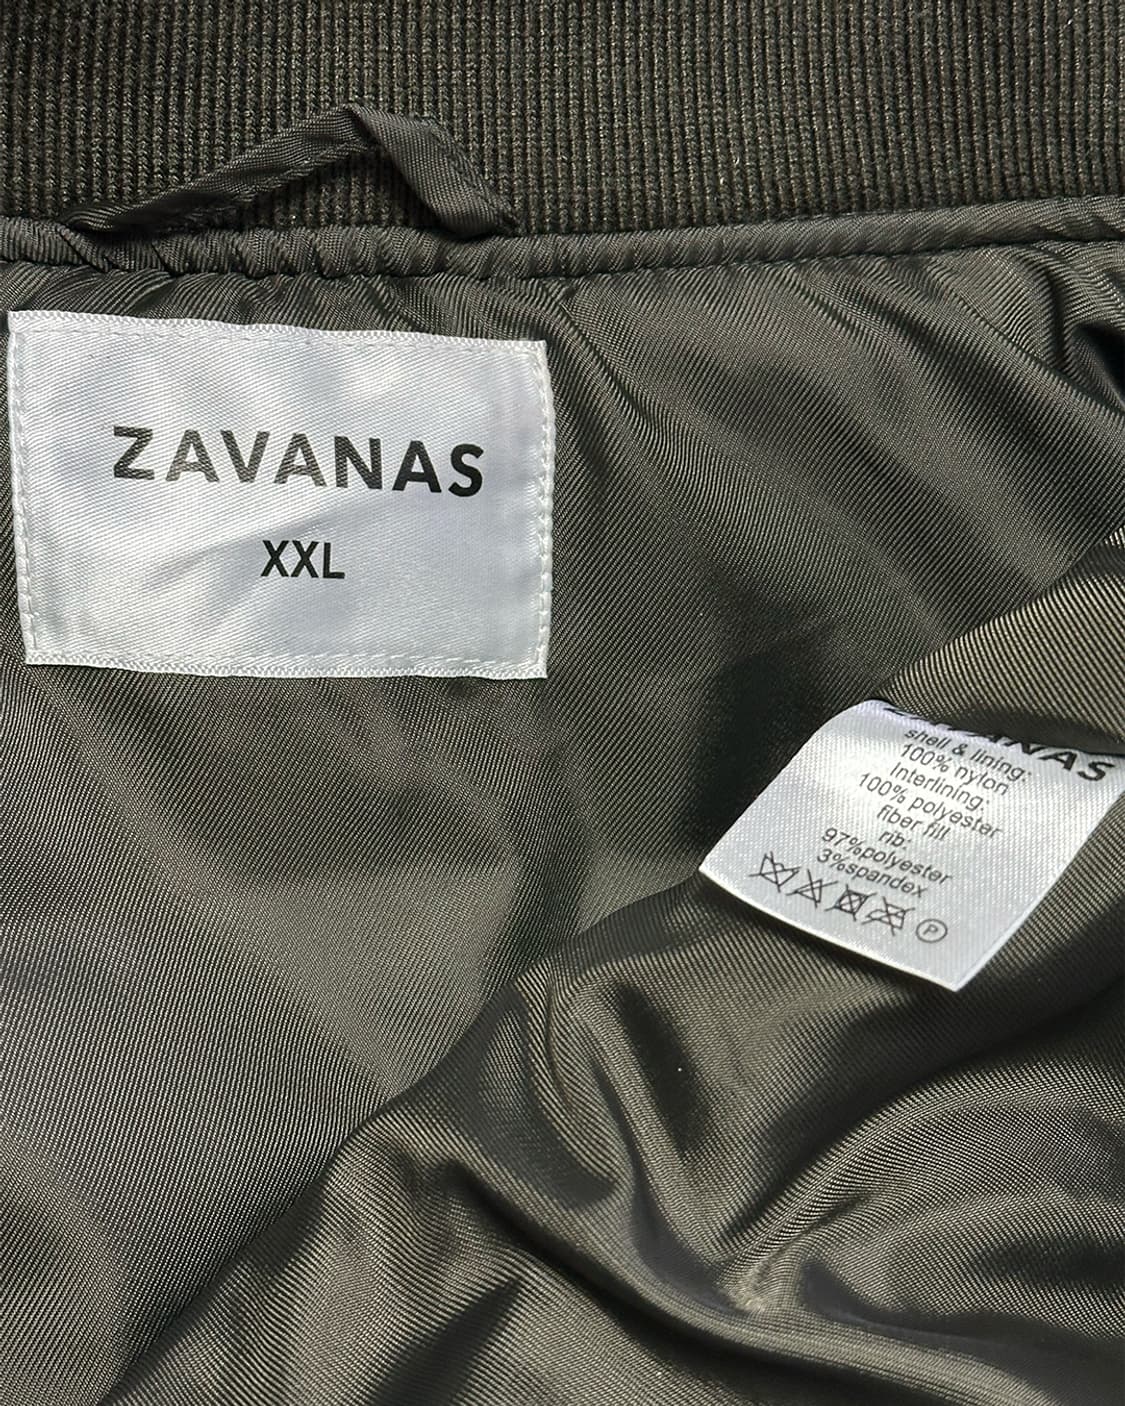 ZAVANAS
XXL
ZAVANAS
shell & lining:
100% nylon
Interlining:
100% polyester
fiber fill
rib:
97%polyester
3%spandex
P